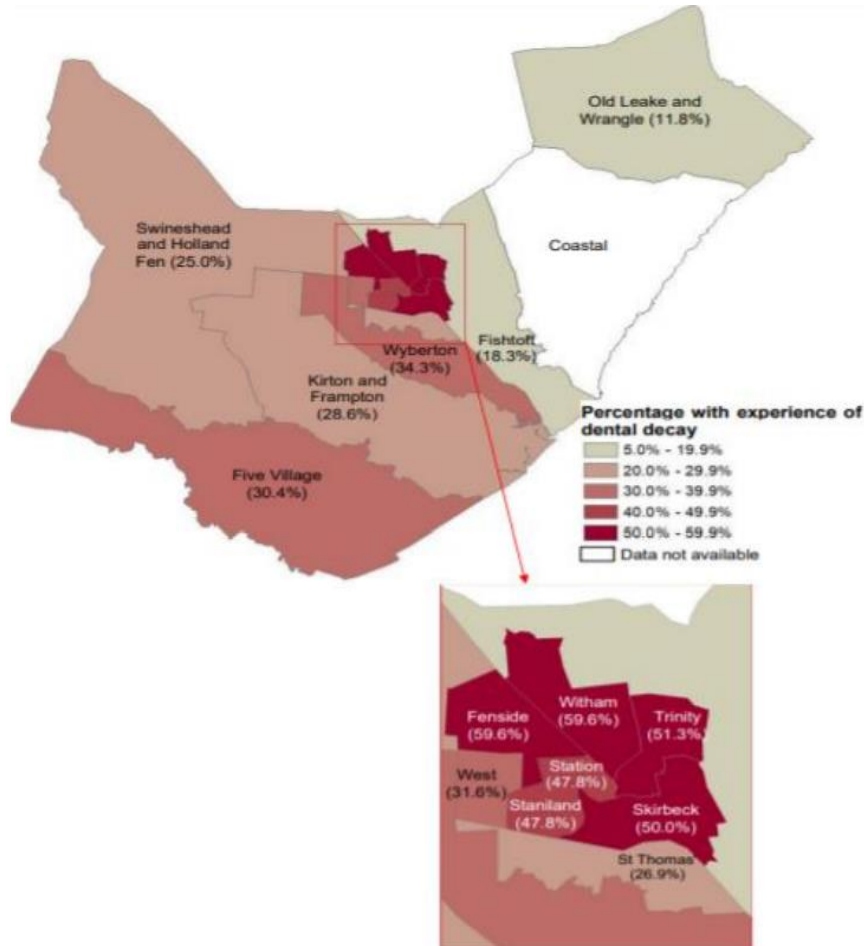 Old Leake and
Wrangle (11.8%)
Swineshead
and Holland
Fen (25.0%)
Coastal
Fishtoft
(18.3%)
Wyberton
(34.3%)
Kirton and
Frampton
(28.6%)
Five Village
(30.4%)
Percentage with experience of
dental decay
5.0% - 19.9%
20.0% - 29.9%
30.0% - 39.9%
40.0% - 49.9%
50.0% - 59.9%
Data not available
Fenside
(59.6%)
Witham
(59.6%)
Trinity
(51.3%)
West
(31.6%)
Station
(47.8%)
Staniland
(47.8%)
Skirbeck
(50.0%)
St Thomas
(26.9%)